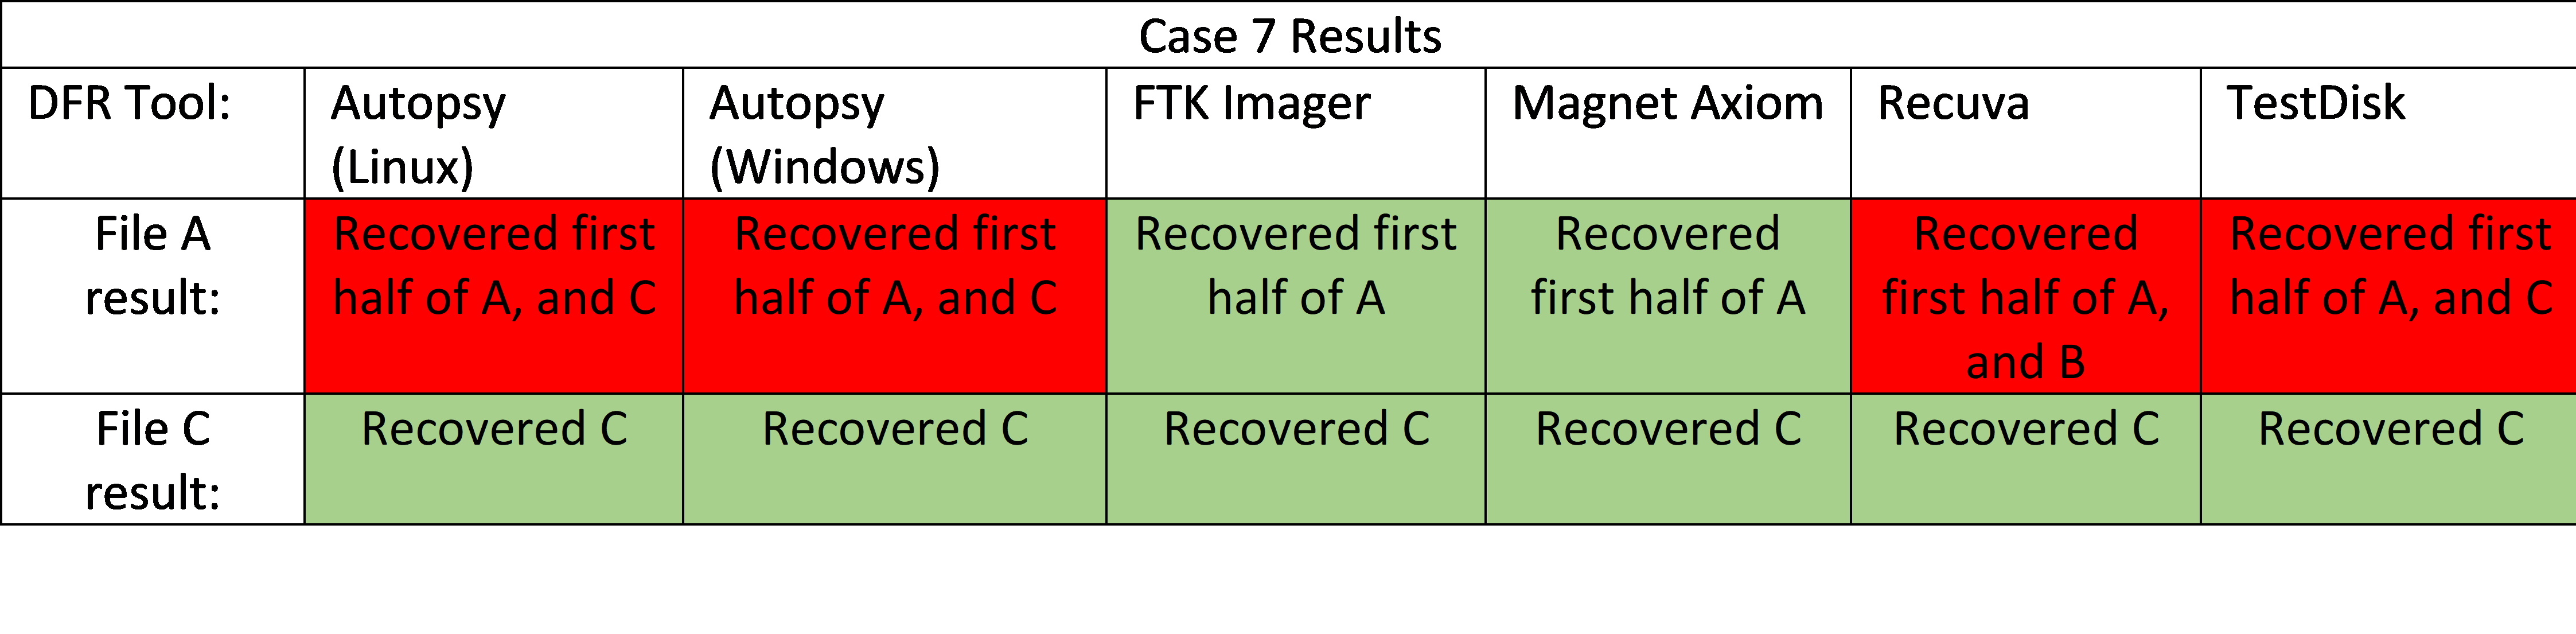 Case 7 Results
DFR Tool:
Autopsy
(Linux)
Autopsy
(Windows)
FTK Imager
Magnet Axiom
Recuva
TestDisk
File A
result:
Recovered first
half of A, and C
Recovered first
half of A, and C
Recovered first
half of A
Recovered
first half of A
Recovered
first half of A,
and B
Recovered first
half of A, and C
File C
result:
Recovered C
Recovered C
Recovered C
Recovered C
Recovered C
Recovered C